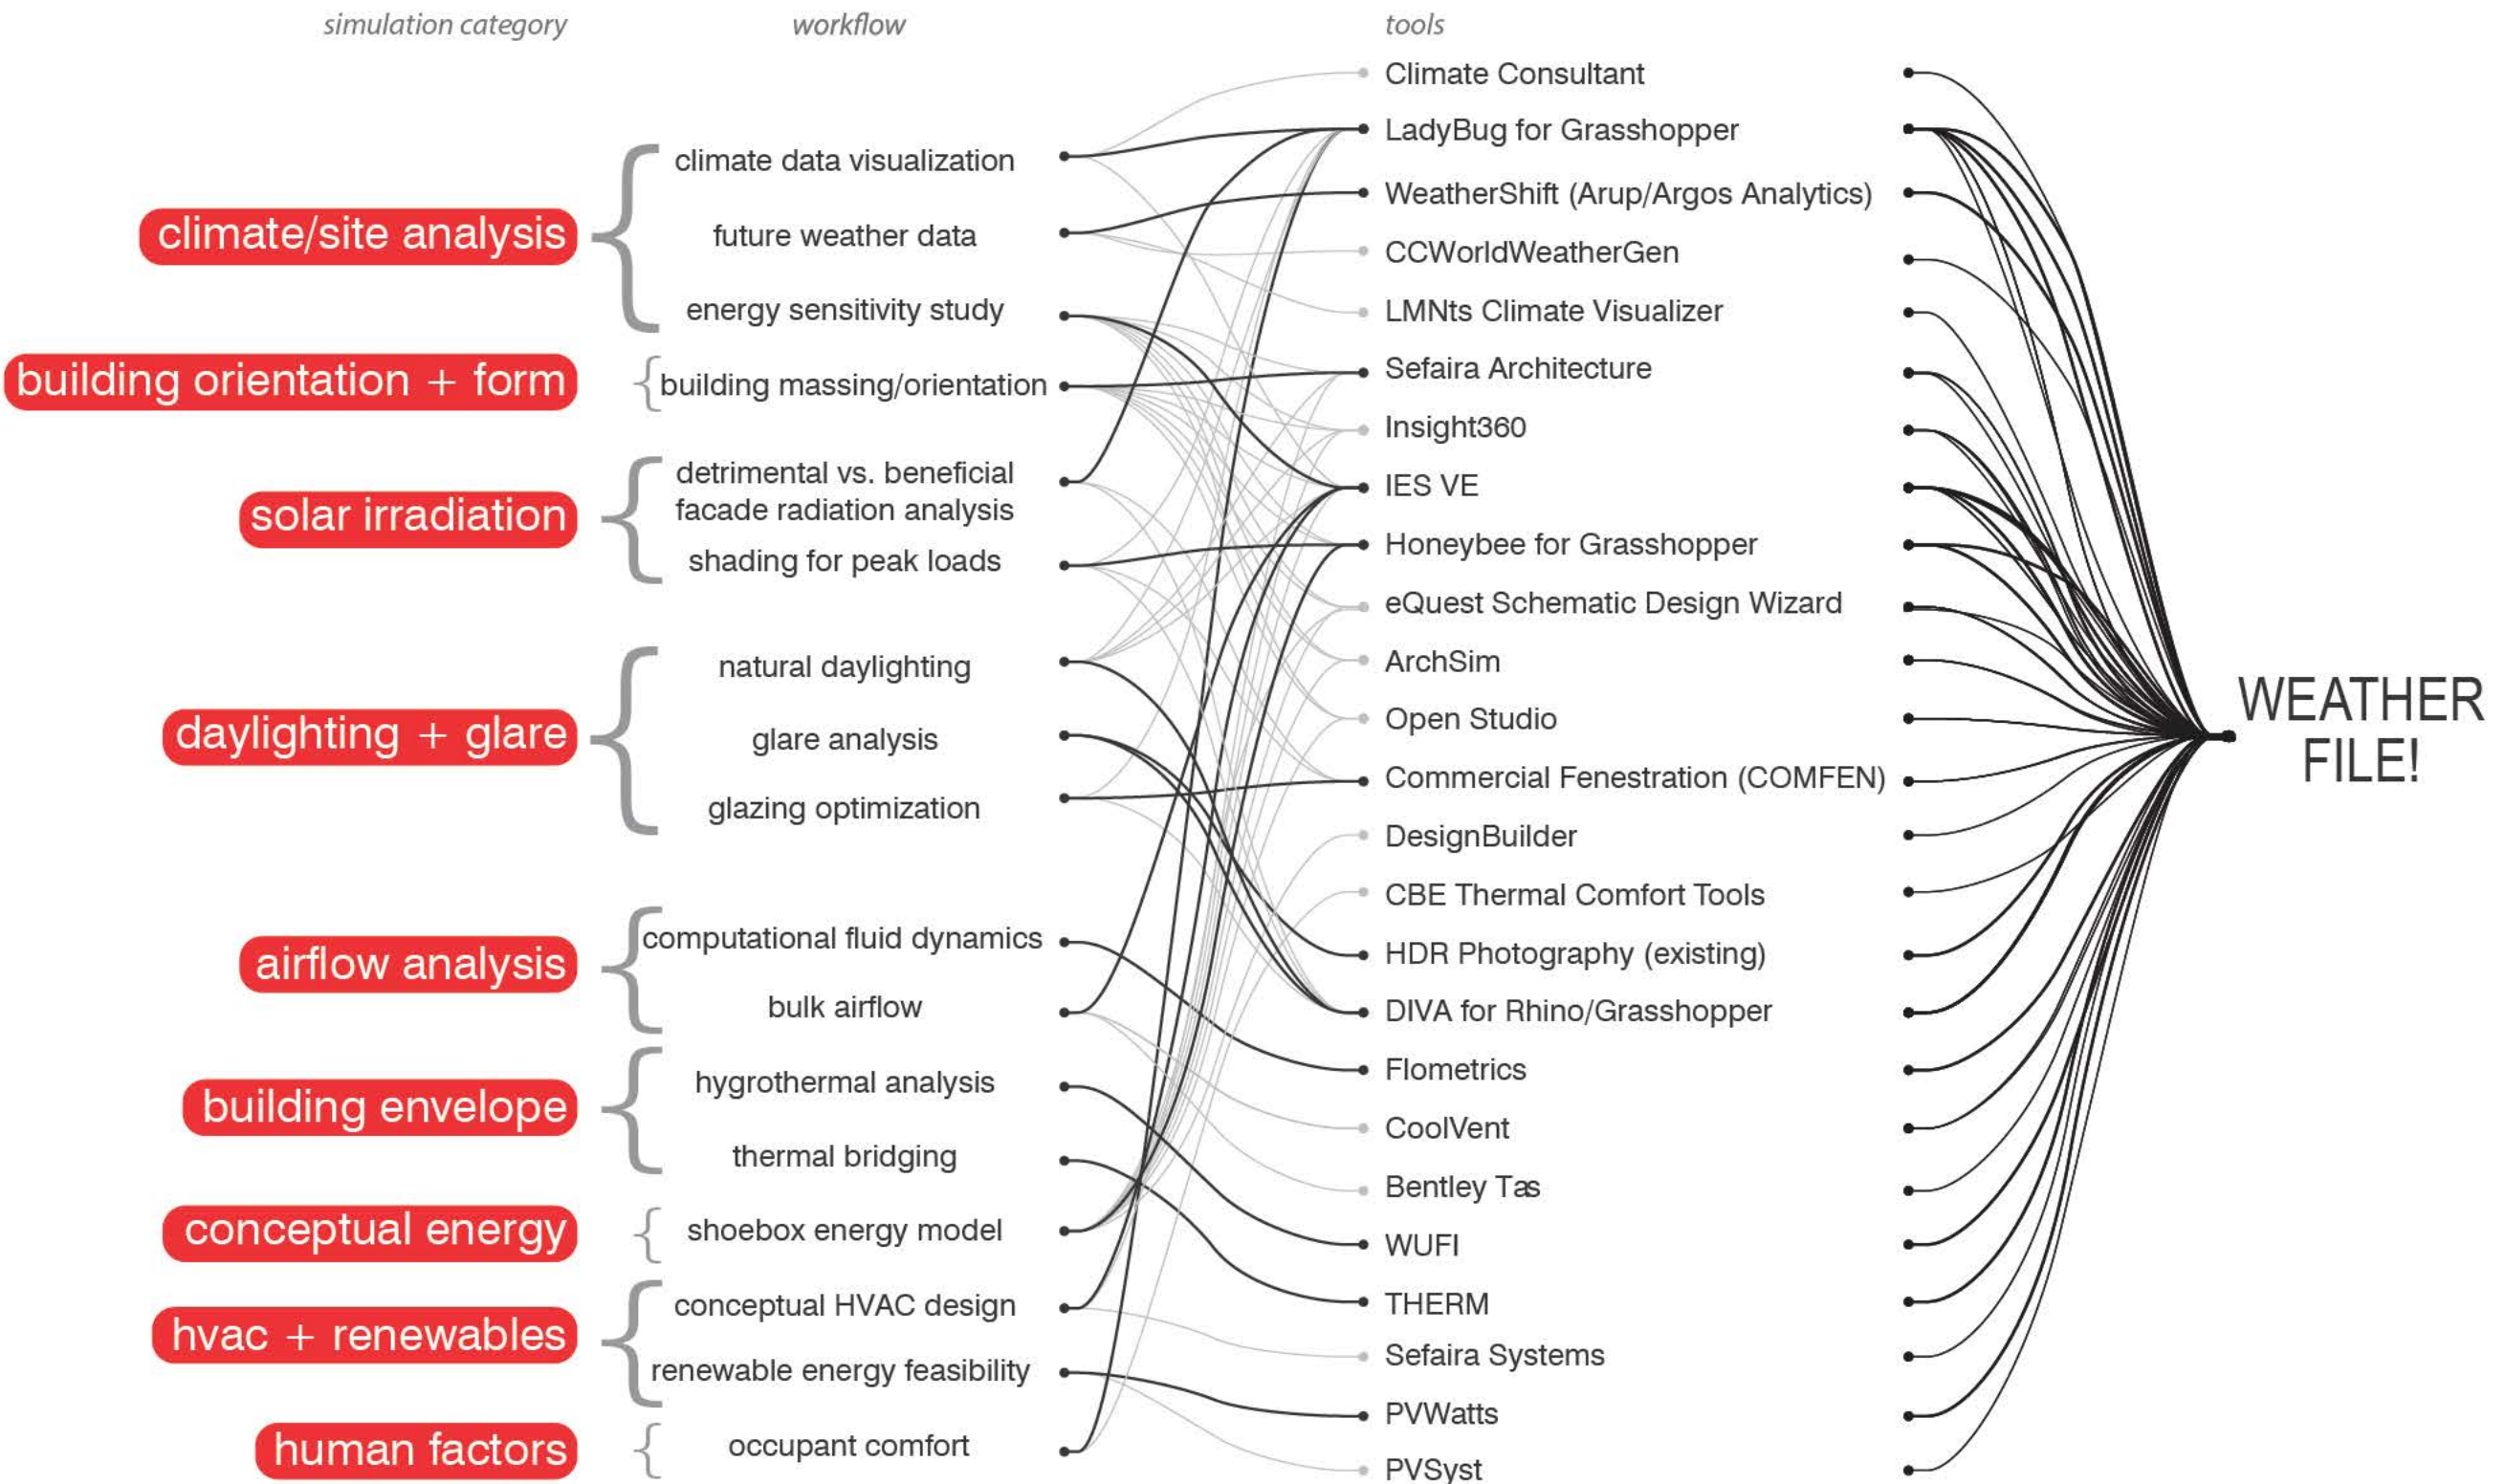 simulation category
workflow
tools
climate/site analysis
climate data visualization
future weather data
energy sensitivity study
building orientation + form
building massing/orientation
solar irradiation
detrimental vs. beneficial
facade radiation analysis
shading for peak loads
daylighting + glare
natural daylighting
glare analysis
glazing optimization
airflow analysis
computational fluid dynamics
bulk airflow
building envelope
hygrothermal analysis
thermal bridging
conceptual energy
shoebox energy model
hvac + renewables
conceptual HVAC design
renewable energy feasibility
human factors
occupant comfort
Climate Consultant
LadyBug for Grasshopper
WeatherShift (Arup/Argos Analytics)
CCWorldWeatherGen
LMNts Climate Visualizer
Sefaira Architecture
Insight360
IES VE
Honeybee for Grasshopper
eQuest Schematic Design Wizard
ArchSim
Open Studio
Commercial Fenestration (COMFEN)
DesignBuilder
CBE Thermal Comfort Tools
HDR Photography (existing)
DIVA for Rhino/Grasshopper
Flometrics
CoolVent
Bentley Tas
WUFI
THERM
Sefaira Systems
PVWatts
PVSyst
WEATHER
FILE!